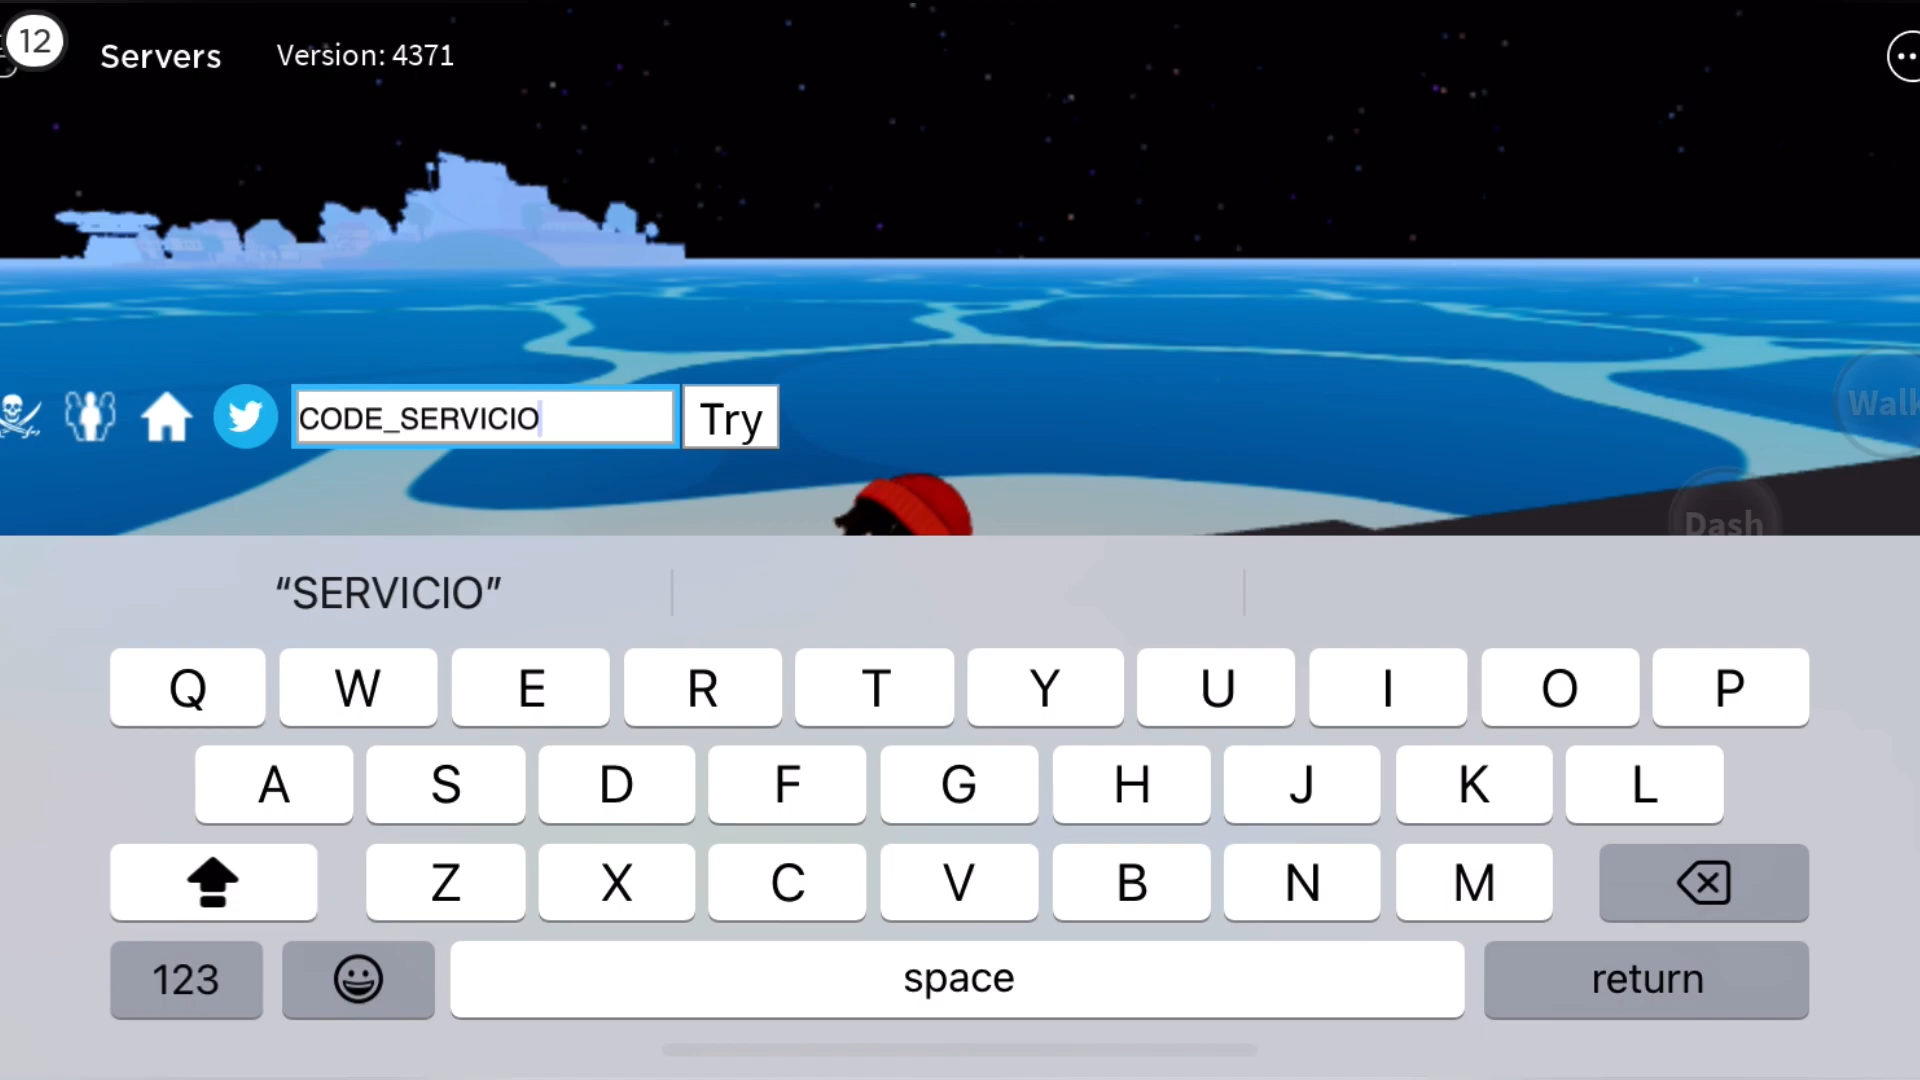 12
Servers
Version: 4371
CODE_SERVICIO
Try
Walk
Dash
“SERVICIO”
Q W E R T Y U I O P
A S D F G H J K L
Z X C V B N M
123
space
return